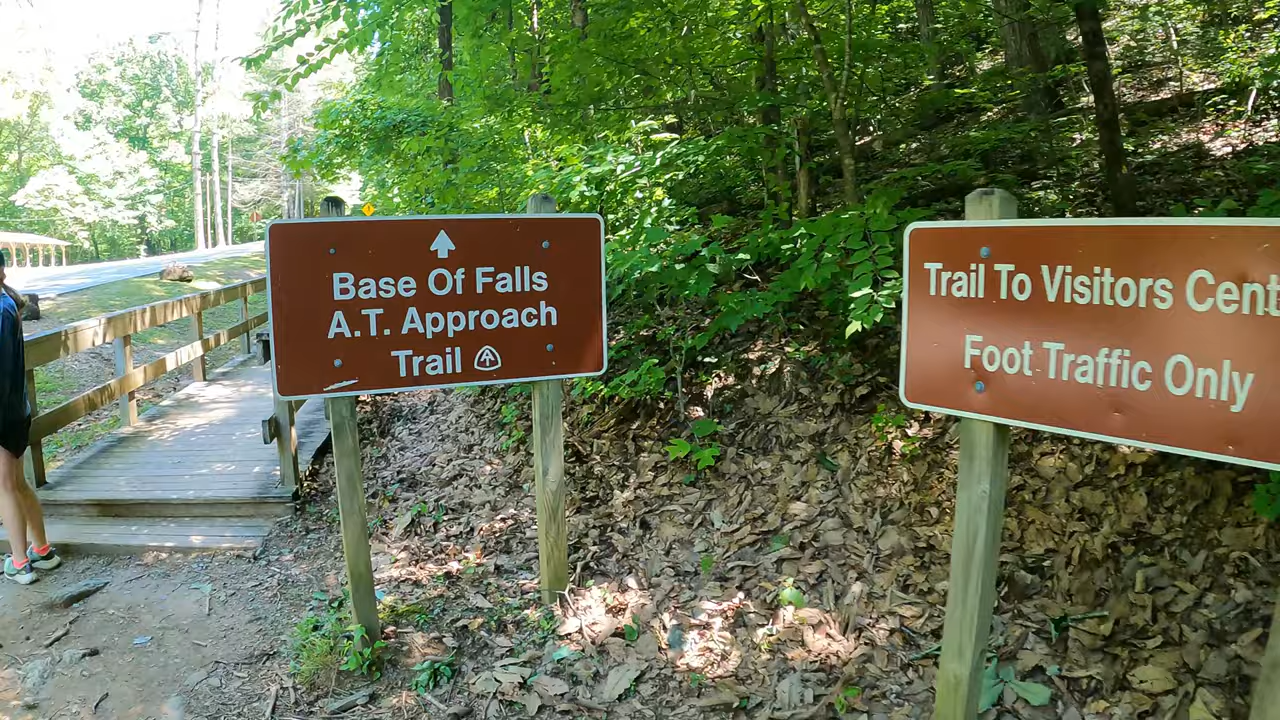 Base Of Falls
A.T. Approach
Trail
Trail To Visitors Cent
Foot Traffic Only